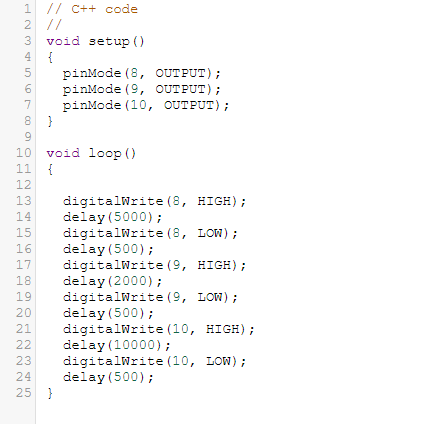 1 // C++ code
2 //
3 void setup()
4 {
5   pinMode(8, OUTPUT);
6   pinMode(9, OUTPUT);
7   pinMode(10, OUTPUT);
8 }
9
10 void loop()
11 {
12
13   digitalWrite(8, HIGH);
14   delay(5000);
15   digitalWrite(8, LOW);
16   delay(500);
17   digitalWrite(9, HIGH);
18   delay(2000);
19   digitalWrite(9, LOW);
20   delay(500);
21   digitalWrite(10, HIGH);
22   delay(10000);
23   digitalWrite(10, LOW);
24   delay(500);
25 }